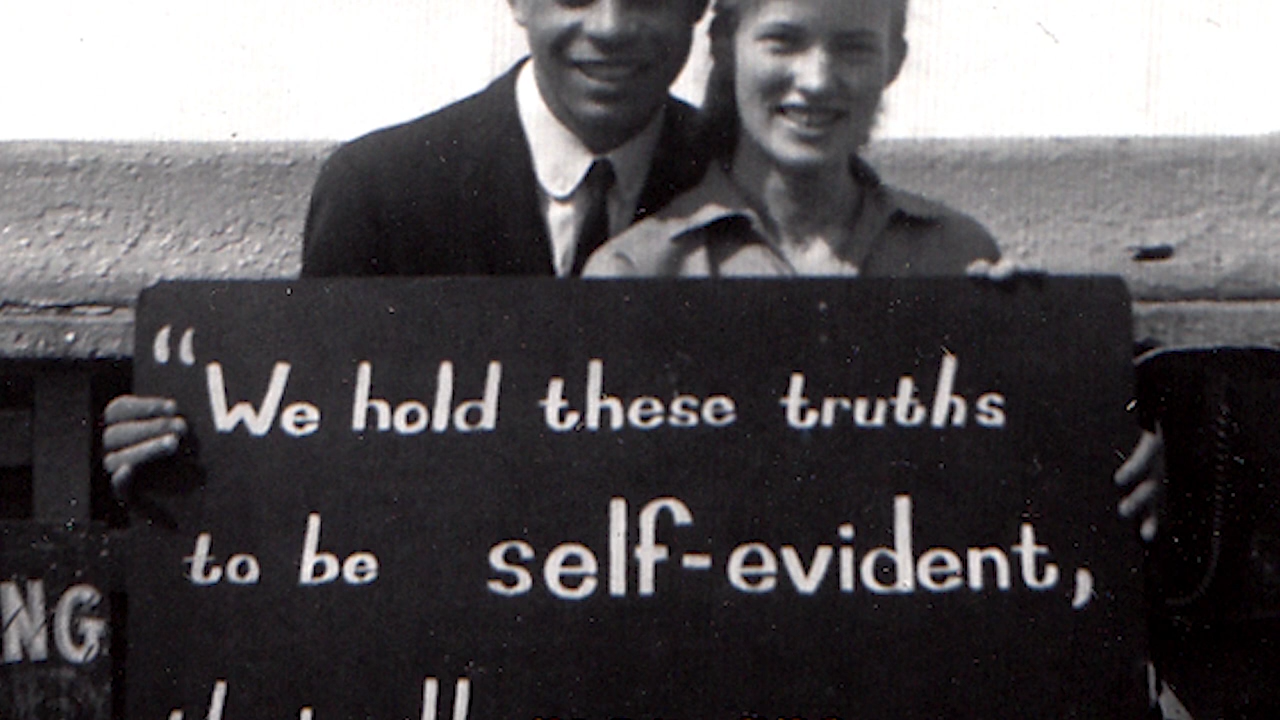 “We hold these truths
to be self-evident,
NG